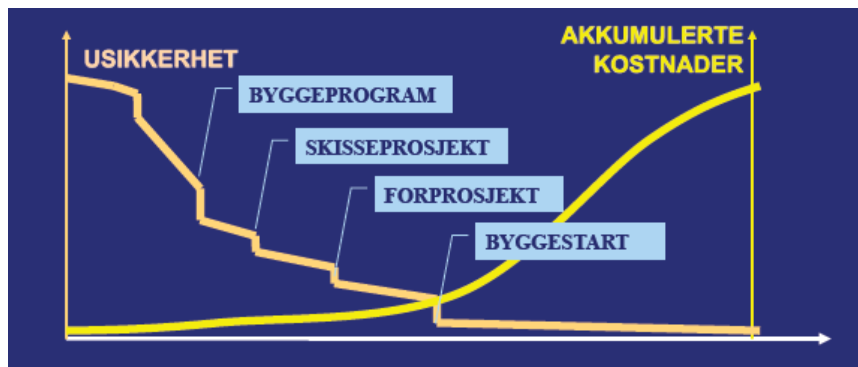 USIKKERHET
AKKUMULERTE
KOSTNADER
BYGGEPROGRAM
SKISSEPROSJEKT
FORPROSJEKT
BYGGESTART